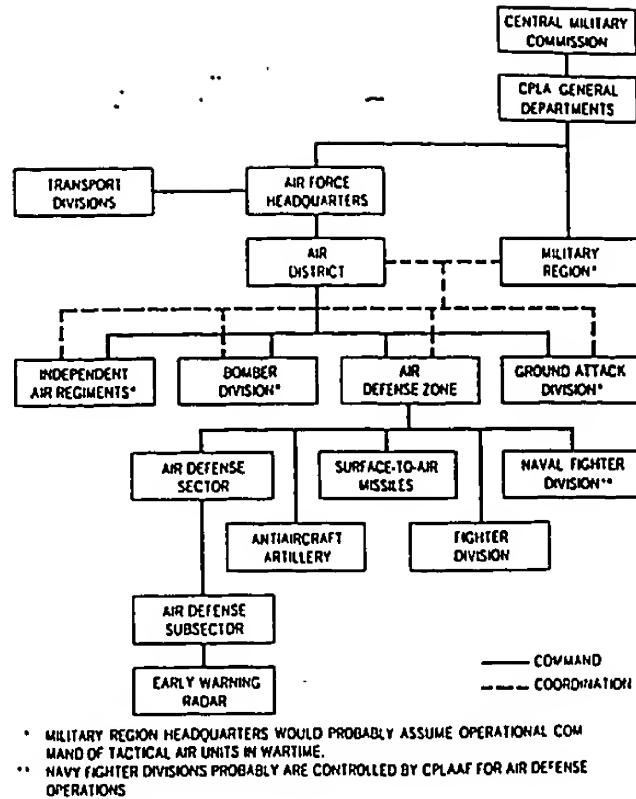 CENTRAL MILITARY
COMMISSION
CPLA GENERAL
DEPARTMENTS
TRANSPORT
DIVISIONS
AIR FORCE
HEADQUARTERS
AIR
DISTRICT
MILITARY
REGION*
INDEPENDENT
AIR REGIMENTS*
BOMBER
DIVISION*
AIR
DEFENSE ZONE
GROUND ATTACK
DIVISION*
AIR DEFENSE
SECTOR
SURFACE-TO-AIR
MISSILES
NAVAL FIGHTER
DIVISION**
ANTIAIRCRAFT
ARTILLERY
FIGHTER
DIVISION
AIR DEFENSE
SUBSECTOR
EARLY WARNING
RADAR
COMMAND
COORDINATION
* MILITARY REGION HEADQUARTERS WOULD PROBABLY ASSUME OPERATIONAL COM
MAND OF TACTICAL AIR UNITS IN WARTIME.
** NAVY FIGHTER DIVISIONS PROBABLY ARE CONTROLLED BY CPLAAF FOR AIR DEFENSE
OPERATIONS